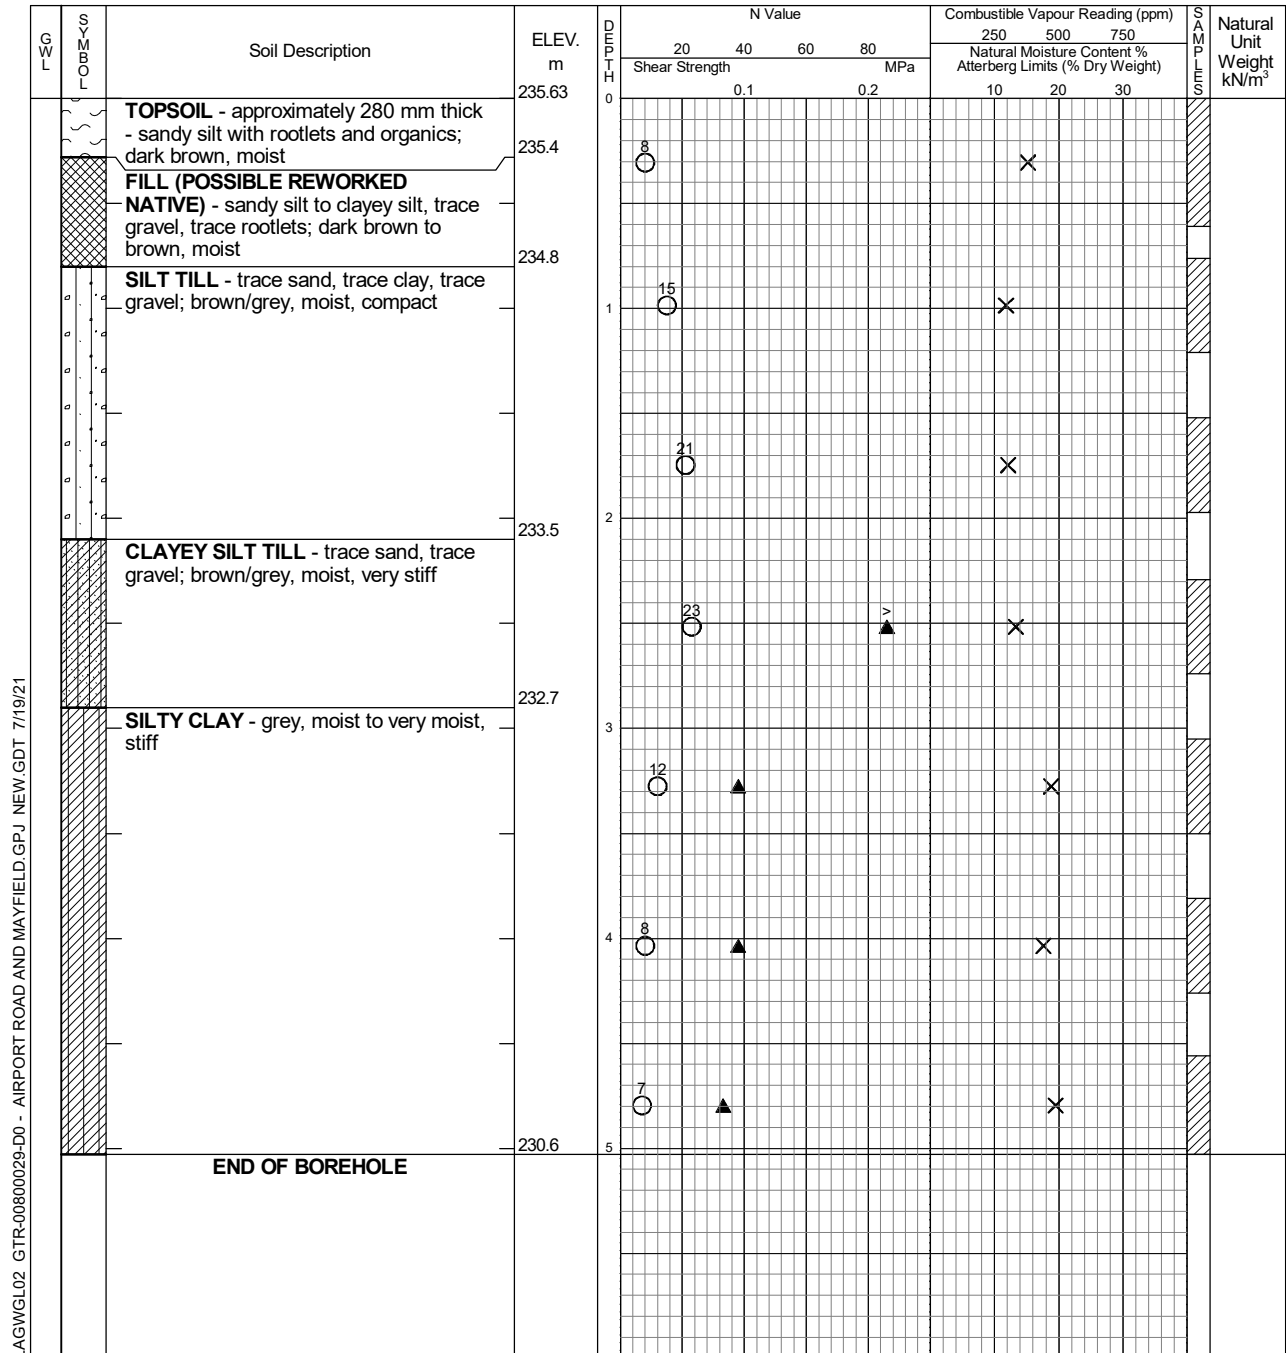 GWL
SYMBOL
Soil Description
ELEV.
m
DEPTH
N Value
20 40 60 80
Shear Strength MPa
0.1 0.2
Combustible Vapour Reading (ppm)
250 500 750
Natural Moisture Content %
Atterberg Limits (% Dry Weight)
10 20 30
SAMPLES
Natural
Unit
Weight
kN/m³
235.63
0
TOPSOIL - approximately 280 mm thick
- sandy silt with rootlets and organics;
dark brown, moist
235.4
8
FILL (POSSIBLE REWORKED
NATIVE) - sandy silt to clayey silt, trace
gravel, trace rootlets; dark brown to
brown, moist
234.8
SILT TILL - trace sand, trace clay, trace
gravel; brown/grey, moist, compact
15
1
21
2
233.5
CLAYEY SILT TILL - trace sand, trace
gravel; brown/grey, moist, very stiff
23
>
232.7
SILTY CLAY - grey, moist to very moist,
stiff
3
12
8
4
7
230.6
5
END OF BOREHOLE
AGWGL02 GTR-00800029-D0 - AIRPORT ROAD AND MAYFIELD.GPJ NEW.GDT 7/19/21